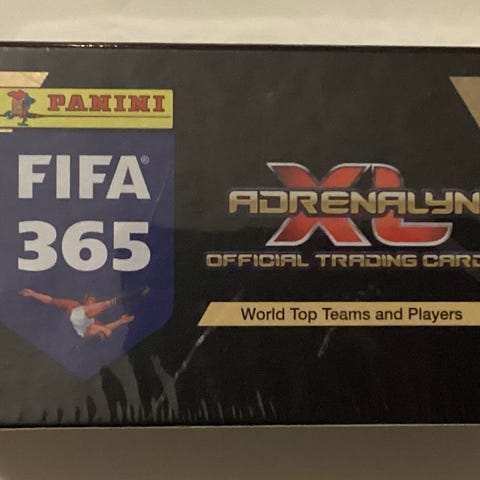 PANINI
FIFA®
365
ADRENALYN
XL
OFFICIAL TRADING CARD
World Top Teams and Players